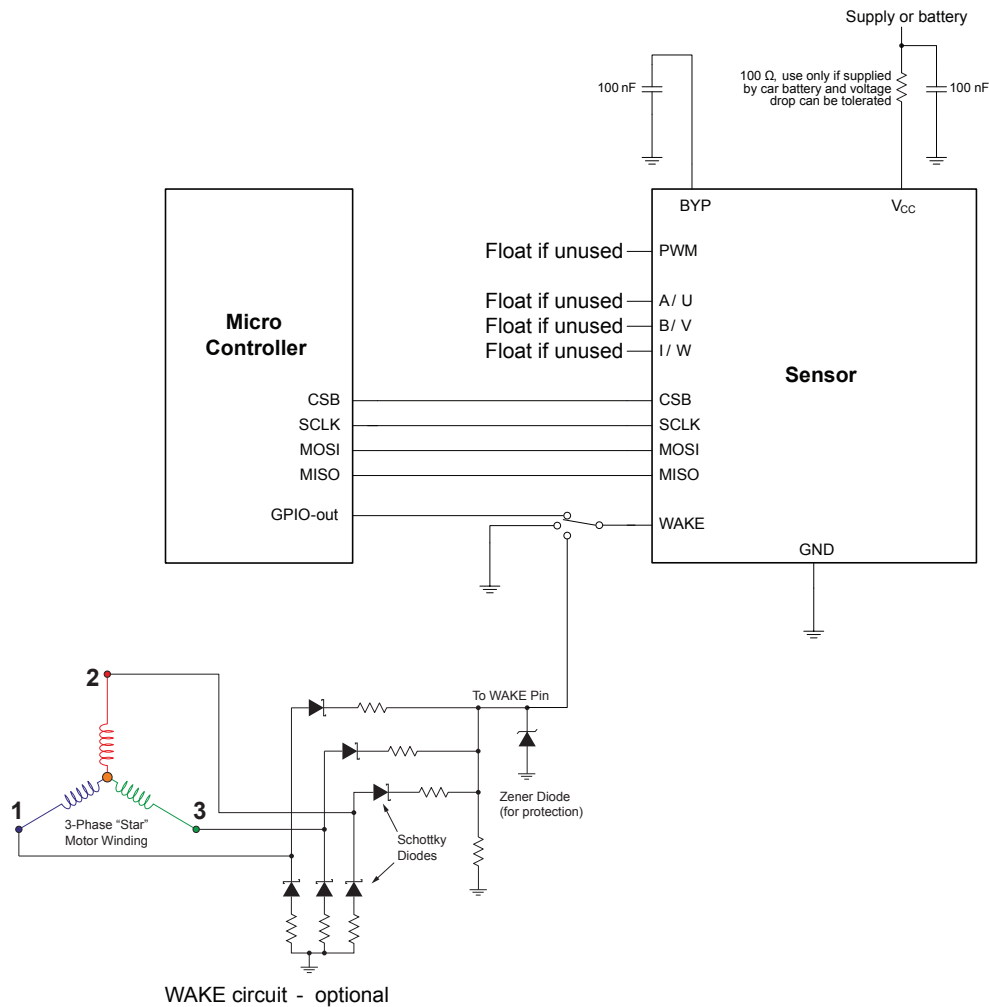 Supply or battery
100 nF
100 Ω, use only if supplied
by car battery and voltage
drop can be tolerated
100 nF
BYP
VCC
Float if unused
PWM
Float if unused
A / U
Float if unused
B / V
Float if unused
I / W
Micro
Controller
Sensor
CSB
CSB
SCLK
SCLK
MOSI
MOSI
MISO
MISO
GPIO-out
WAKE
GND
2
To WAKE Pin
1
3
3-Phase “Star”
Motor Winding
Zener Diode
(for protection)
Schottky
Diodes
WAKE circuit - optional